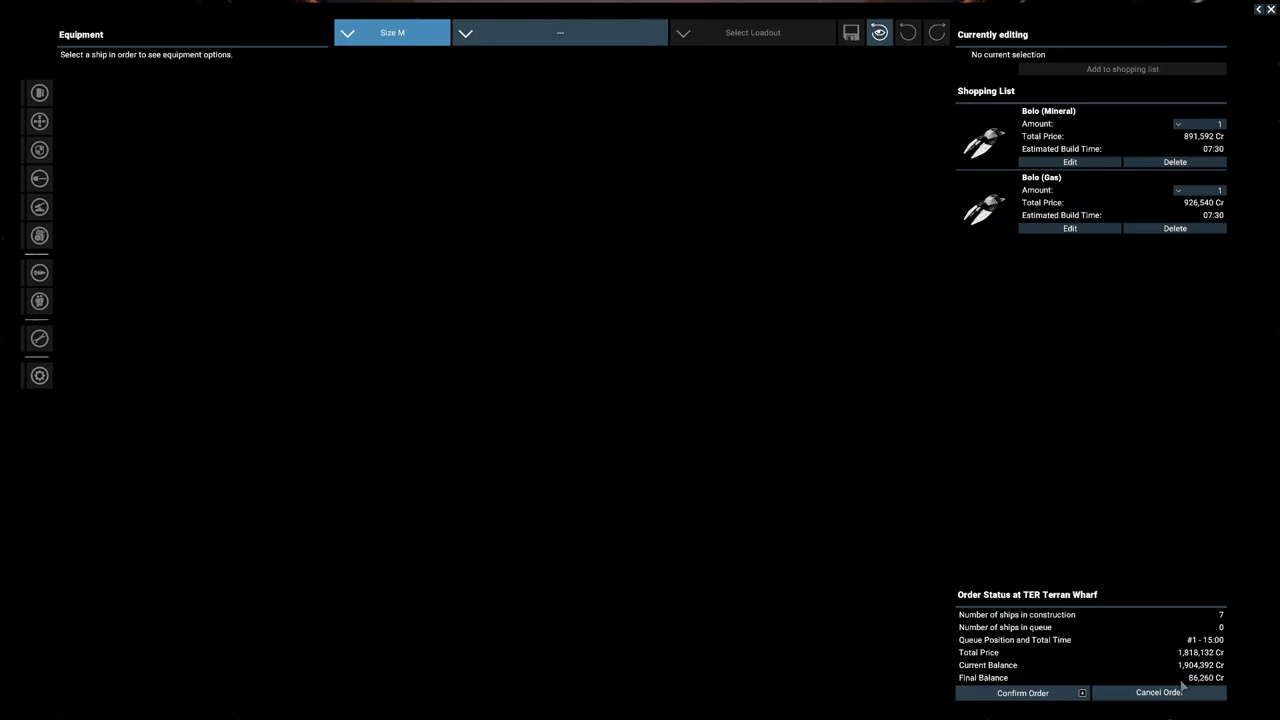 Equipment
Select a ship in order to see equipment options.
Size M
---
Select Loadout
Currently editing
No current selection
Add to shopping list
Shopping List
Bolo (Mineral)
Amount: 1
Total Price: 891,592 Cr
Estimated Build Time: 07:30
Edit Delete
Bolo (Gas)
Amount: 1
Total Price: 926,540 Cr
Estimated Build Time: 07:30
Edit Delete
Order Status at TER Terran Wharf
Number of ships in construction 7
Number of ships in queue 0
Queue Position and Total Time #1 - 15:00
Total Price 1,818,132 Cr
Current Balance 1,904,392 Cr
Final Balance 86,260 Cr
Confirm Order Cancel Order